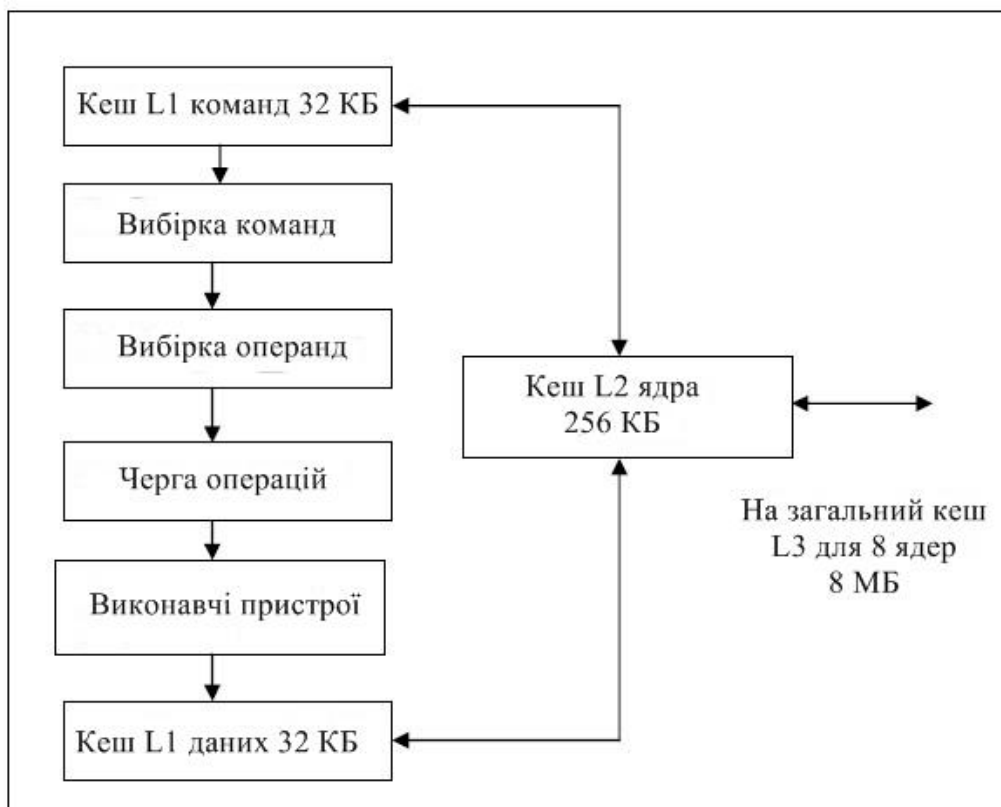 Кеш L1 команд 32 КБ
Вибірка команд
Вибірка операнд
Черга операцій
Виконавчі пристрої
Кеш L1 даних 32 КБ
Кеш L2 ядра
256 КБ
На загальний кеш
L3 для 8 ядер
8 МБ